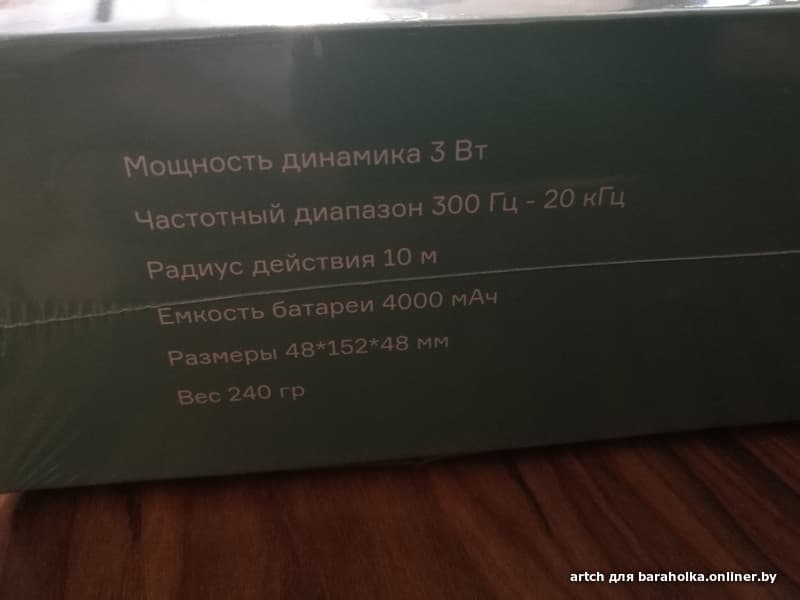 Мощность динамика 3 Вт
Частотный диапазон 300 Гц - 20 кГц
Радиус действия 10 м
Емкость батареи 4000 мАч
Размеры 48*152*48 мм
Вес 240 гр
artch для baraholka.onliner.by